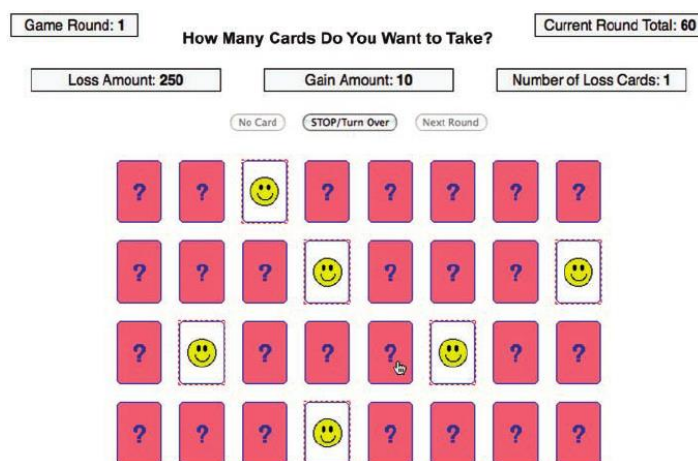 Game Round: 1
Current Round Total: 60
How Many Cards Do You Want to Take?
Loss Amount: 250
Gain Amount: 10
Number of Loss Cards: 1
No Card
STOP/Turn Over
Next Round
? ? ? ? ? ? ?
? ? ? ? ? ?
? ? ? ? ? ?
? ? ? ? ? ? ?